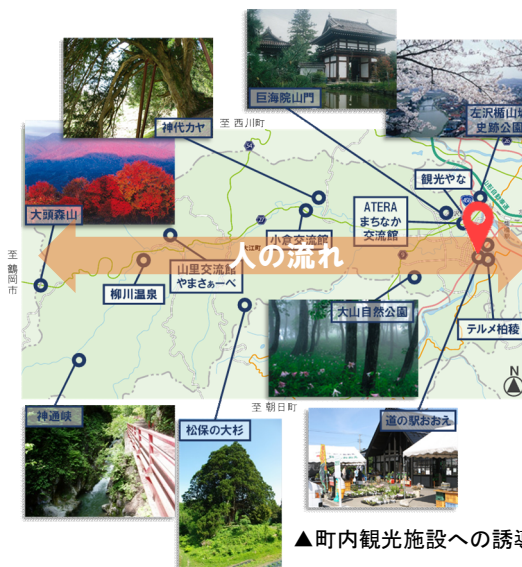 巨海院山門
左沢楯山城
史跡公園
至 西川町
神代カヤ
観光やな
大頭森山
ATERA
まちなか
交流館
小倉交流館
至 鶴岡市
人の流れ
山里交流館
やまさぁーべ
柳川温泉
大山自然公園
テルメ柏稜
N
至 朝日町
神通峡
松保の大杉
道の駅おおえ
▲町内観光施設への誘導